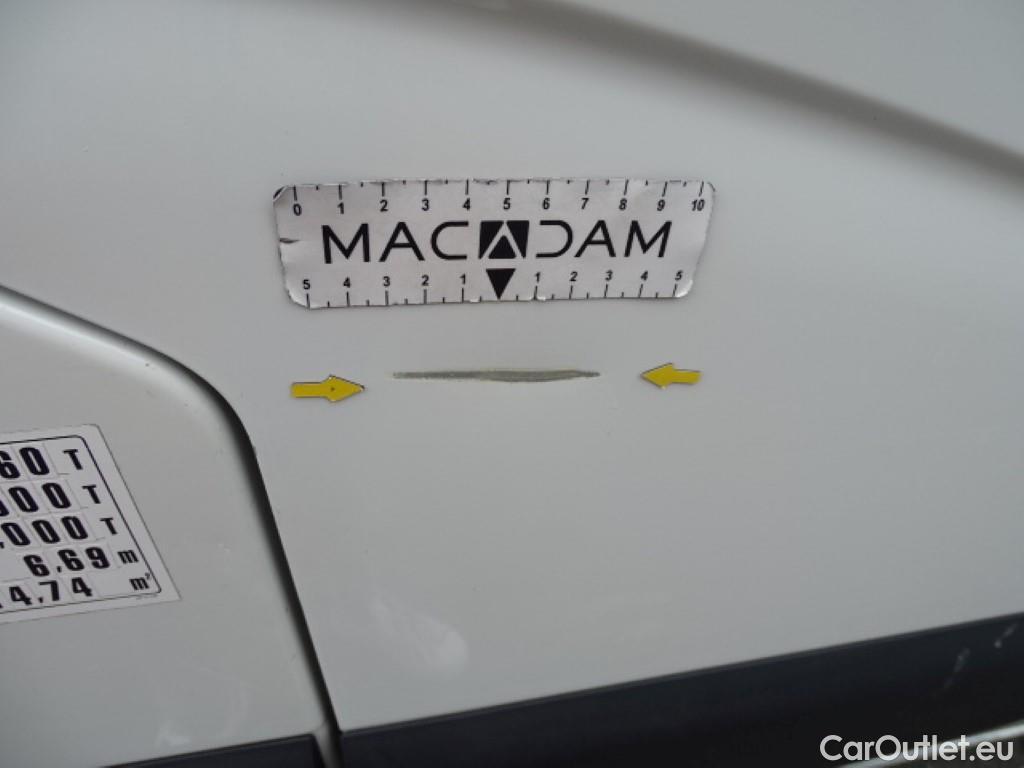 0 1 2 3 4 5 6 7 8 9 10
MACADAM
5 4 3 2 1 1 2 3 4 5
60 T
000 T
,000 T
6,69 m
4,74 m²
CarOutlet.eu